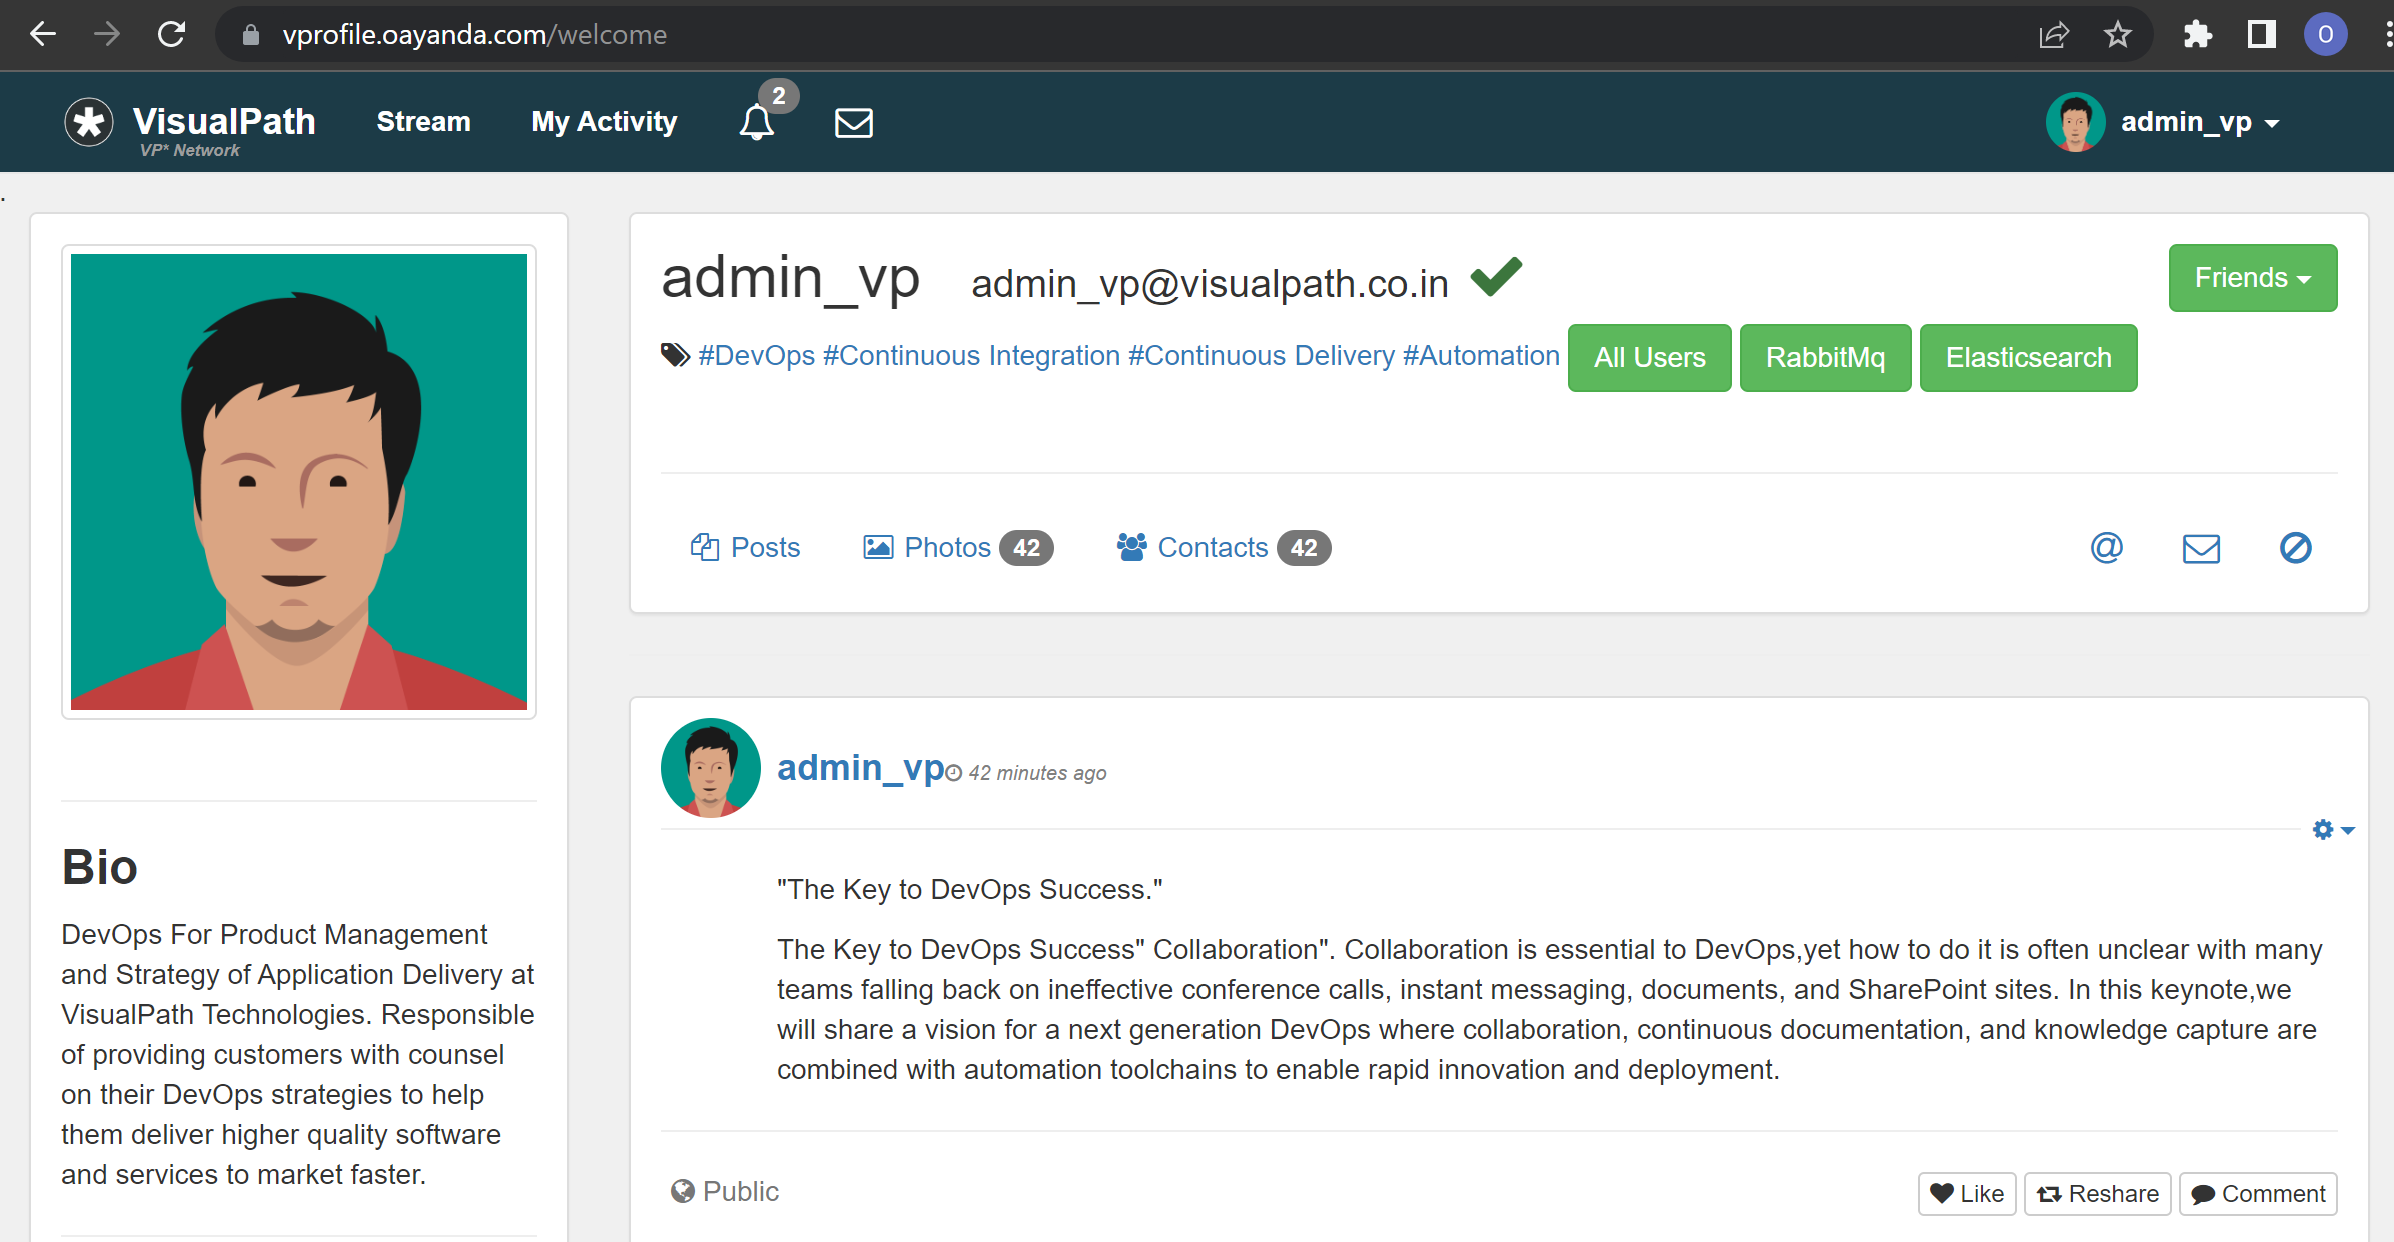 vprofile.oayanda.com/welcome
O
VisualPath
VP* Network
Stream
My Activity
2
admin_vp
.
admin_vp admin_vp@visualpath.co.in
Friends
#DevOps #Continuous Integration #Continuous Delivery #Automation
All Users
RabbitMq
Elasticsearch
Posts
Photos 42
Contacts 42
@
Bio
DevOps For Product Management
and Strategy of Application Delivery at
VisualPath Technologies. Responsible
of providing customers with counsel
on their DevOps strategies to help
them deliver higher quality software
and services to market faster.
admin_vp 42 minutes ago
"The Key to DevOps Success."
The Key to DevOps Success" Collaboration". Collaboration is essential to DevOps,yet how to do it is often unclear with many
teams falling back on ineffective conference calls, instant messaging, documents, and SharePoint sites. In this keynote,we
will share a vision for a next generation DevOps where collaboration, continuous documentation, and knowledge capture are
combined with automation toolchains to enable rapid innovation and deployment.
Public
Like
Reshare
Comment